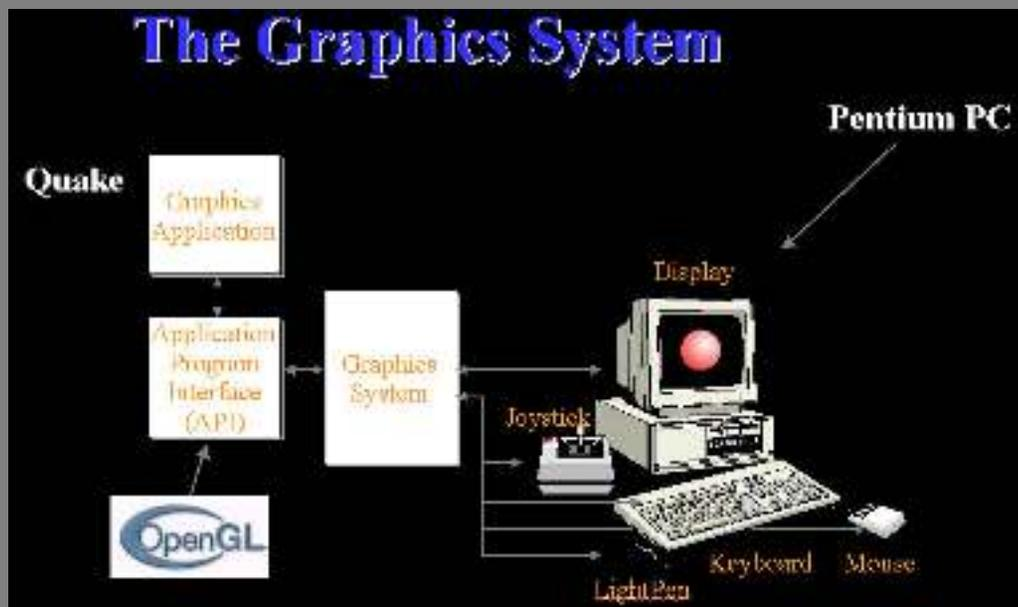 The Graphics System
Pentium PC
Quake
Graphics
Application
Display
Application
Program
Interface
(API)
Graphics
System
Joystick
OpenGL
Keyboard
Mouse
LightPen